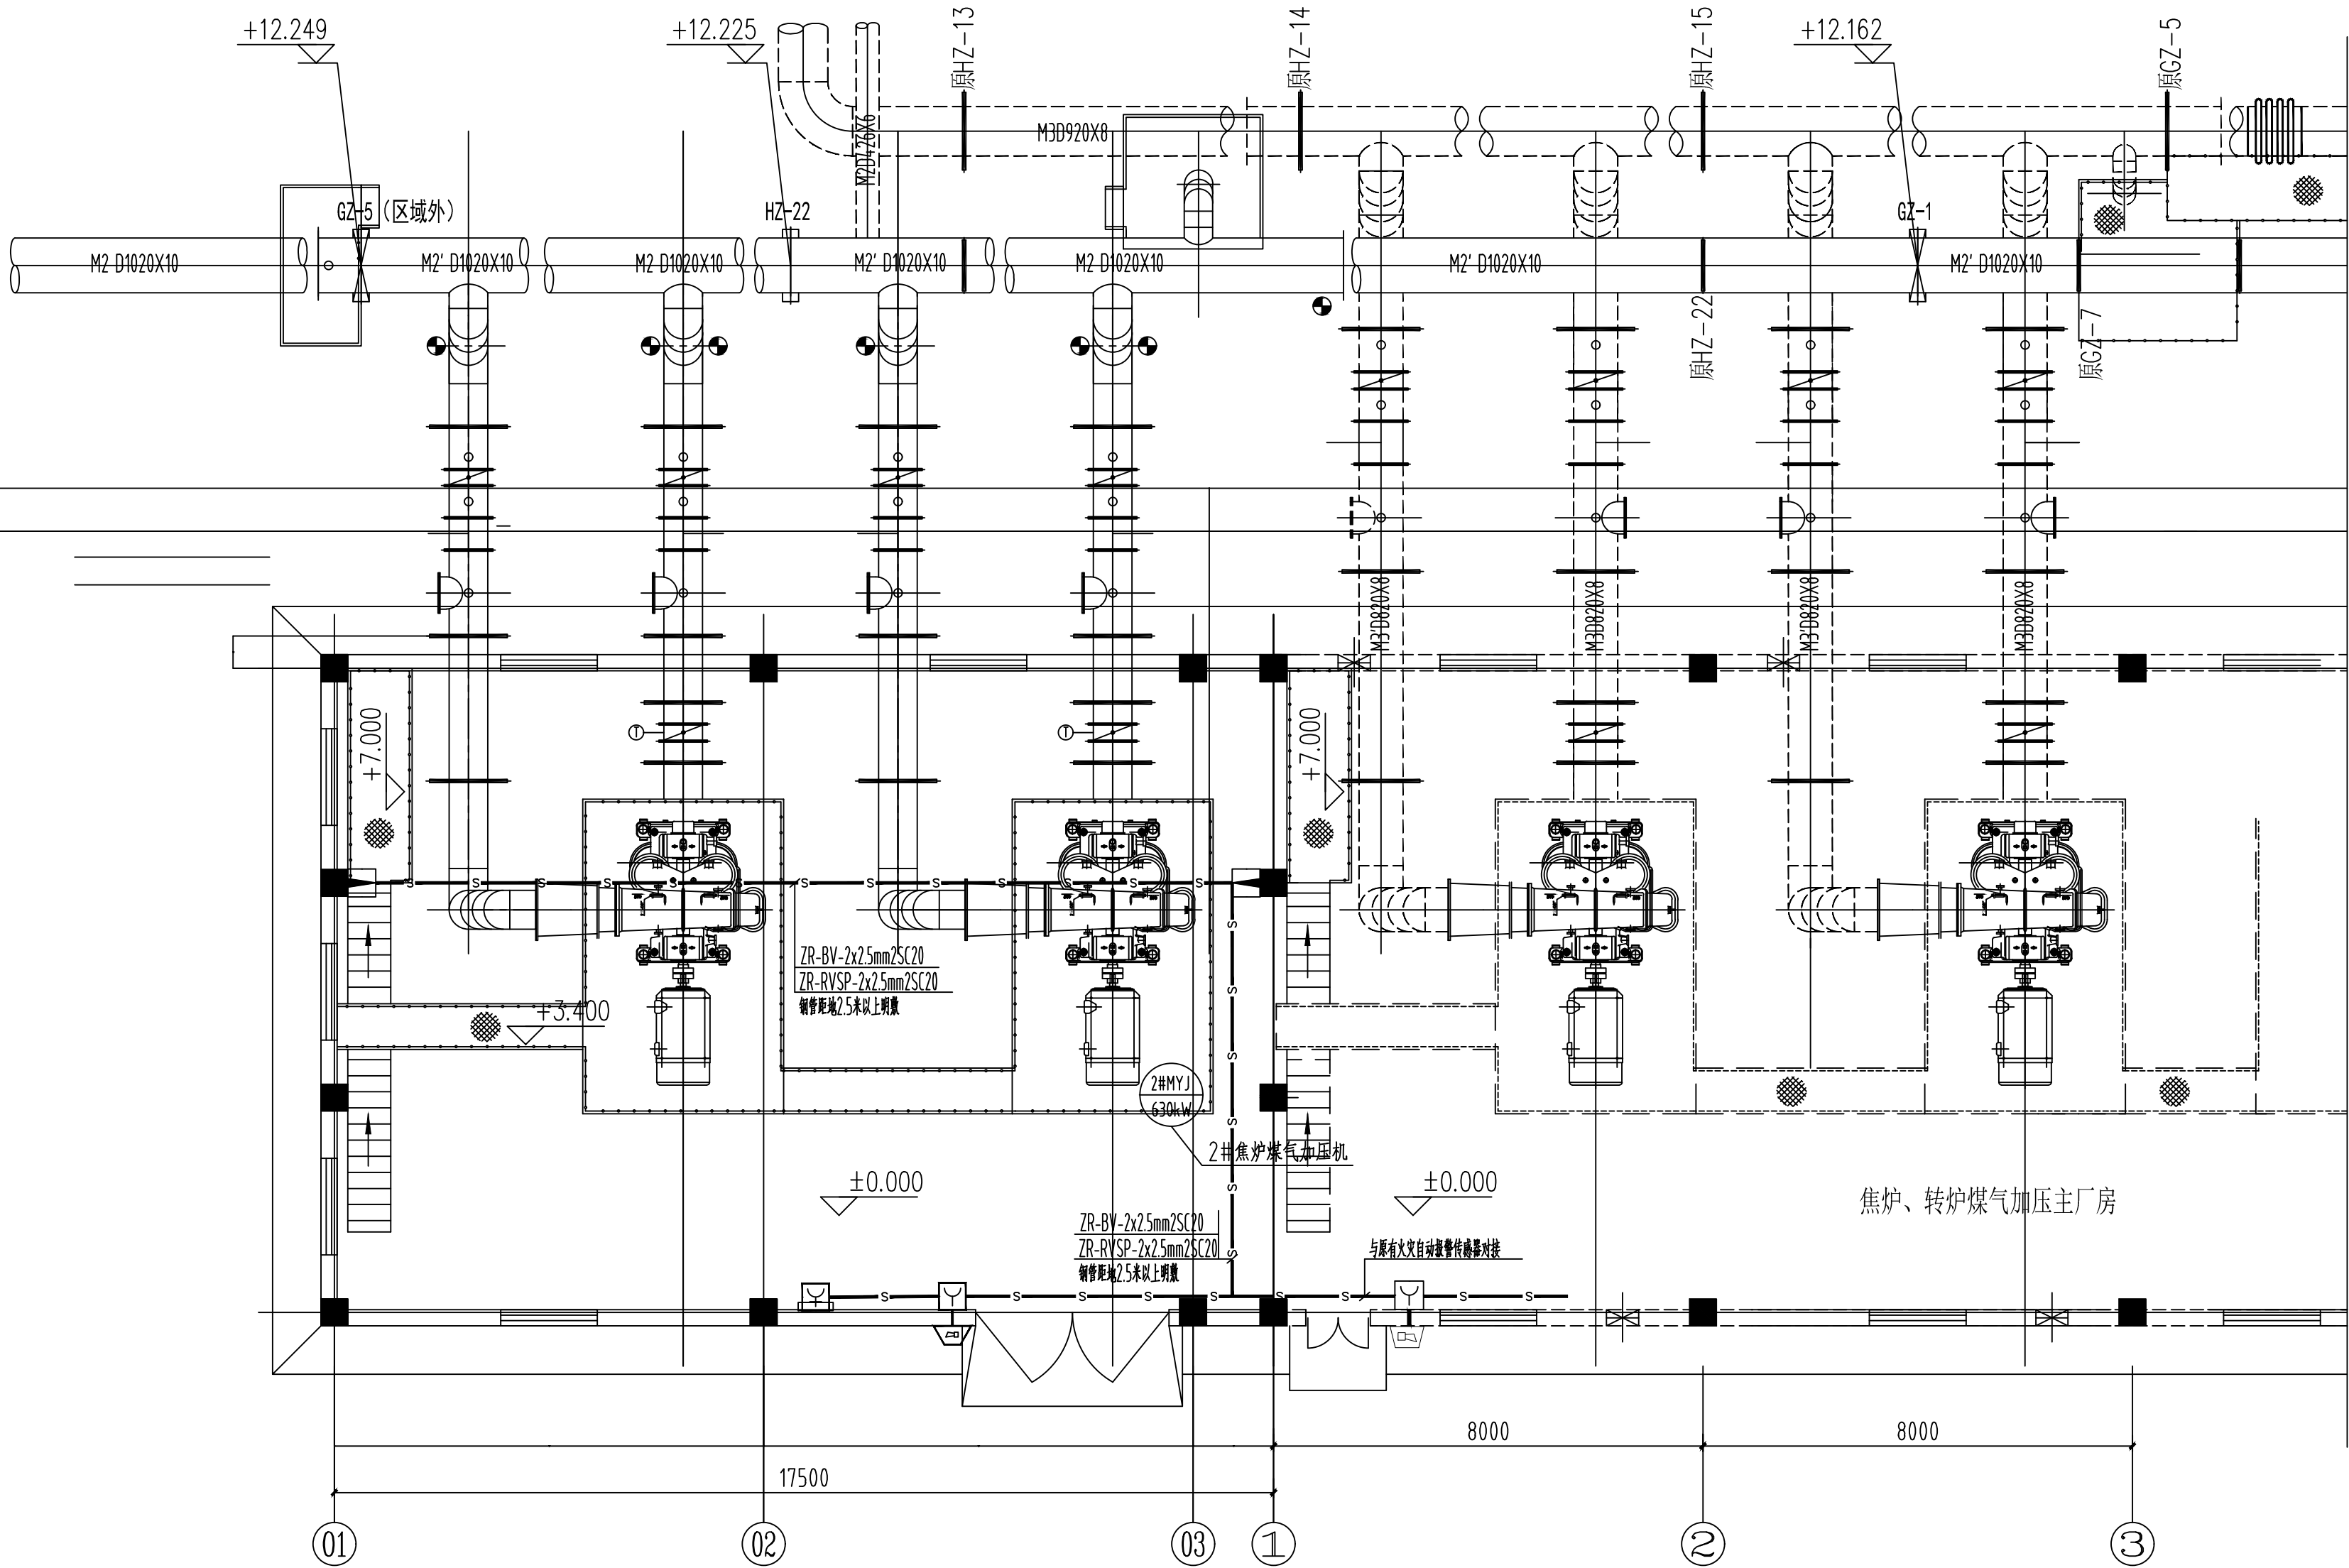 +12.249
+12.225
原HZ-13
原HZ-14
原HZ-15
+12.162
原GZ-5
M2D426X6
M3D920X8
GZ-5（区域外）
HZ-22
GZ-1
M2 D1020X10
M2' D1020X10
M2 D1020X10
M2' D1020X10
M2 D1020X10
M2' D1020X10
M2' D1020X10
原HZ-22
原GZ-7
M3'D820X8
M3D820X8
M3'D820X8
M3D820X8
+7.000
T
T
+7.000
S S S S S S S S S S S S S
ZR-BV-2x2.5mm2SC20
ZR-RVSP-2x2.5mm2SC20
钢管距地2.5米以上明敷
+3.400
S
S
S
S
S
S
2#MYJ
630kW
2#焦炉煤气加压机
±0.000
±0.000
焦炉、转炉煤气加压主厂房
ZR-BV-2x2.5mm2SC20
ZR-RVSP-2x2.5mm2SC20
钢管距地2.5米以上明敷
与原有火灾自动报警传感器对接
S S S S S S S S S S
8000
8000
17500
01
02
03
1
2
3